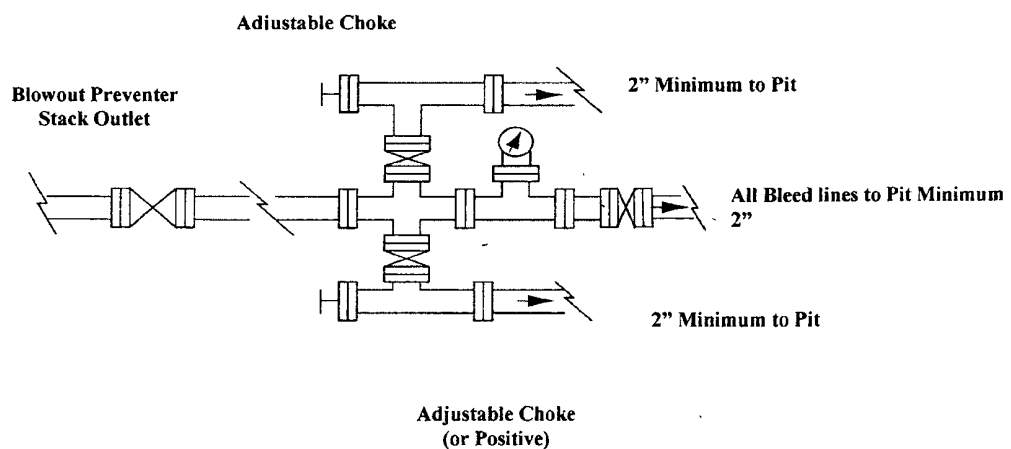 Adjustable Choke
2” Minimum to Pit
Blowout Preventer
Stack Outlet
All Bleed lines to Pit Minimum
2”
2” Minimum to Pit
Adjustable Choke
(or Positive)